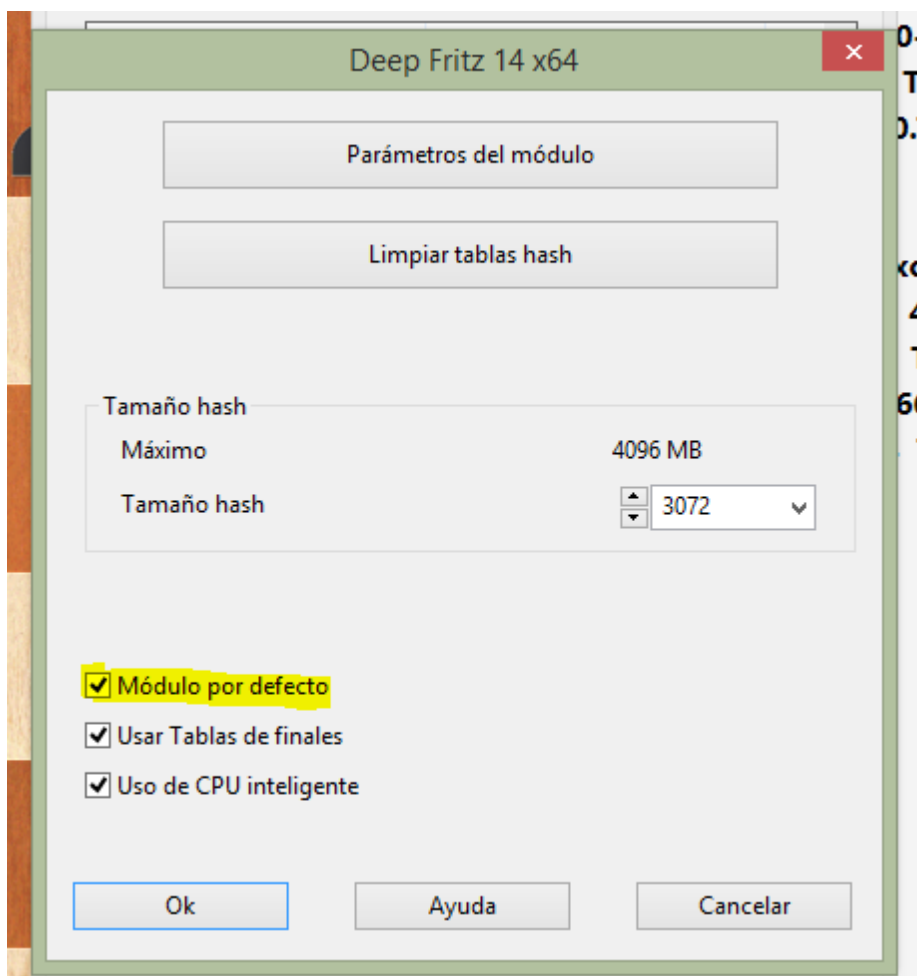 Deep Fritz 14 x64
Parámetros del módulo
Limpiar tablas hash
Tamaño hash
Máximo 4096 MB
Tamaño hash 3072
Módulo por defecto
Usar Tablas de finales
Uso de CPU inteligente
Ok Ayuda Cancelar